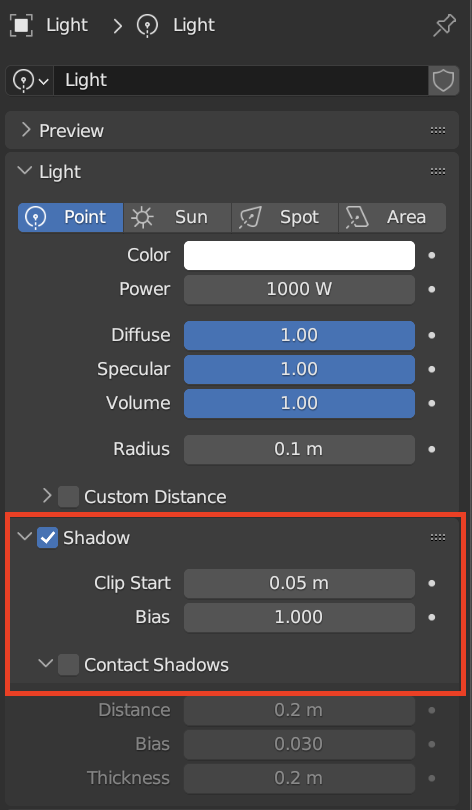 Light > Light
Light
Preview
Light
Point Sun Spot Area
Color
Power 1000 W
Diffuse 1.00
Specular 1.00
Volume 1.00
Radius 0.1 m
Custom Distance
Shadow
Clip Start 0.05 m
Bias 1.000
Contact Shadows
Distance 0.2 m
Bias 0.030
Thickness 0.2 m